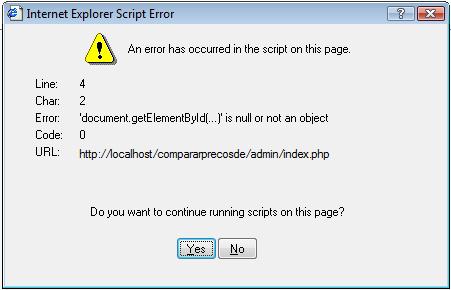 Internet Explorer Script Error
An error has occurred in the script on this page.
Line: 4
Char: 2
Error: 'document.getElementById(...)' is null or not an object
Code: 0
URL: http://localhost/compararprecosde/admin/index.php
Do you want to continue running scripts on this page?
Yes No